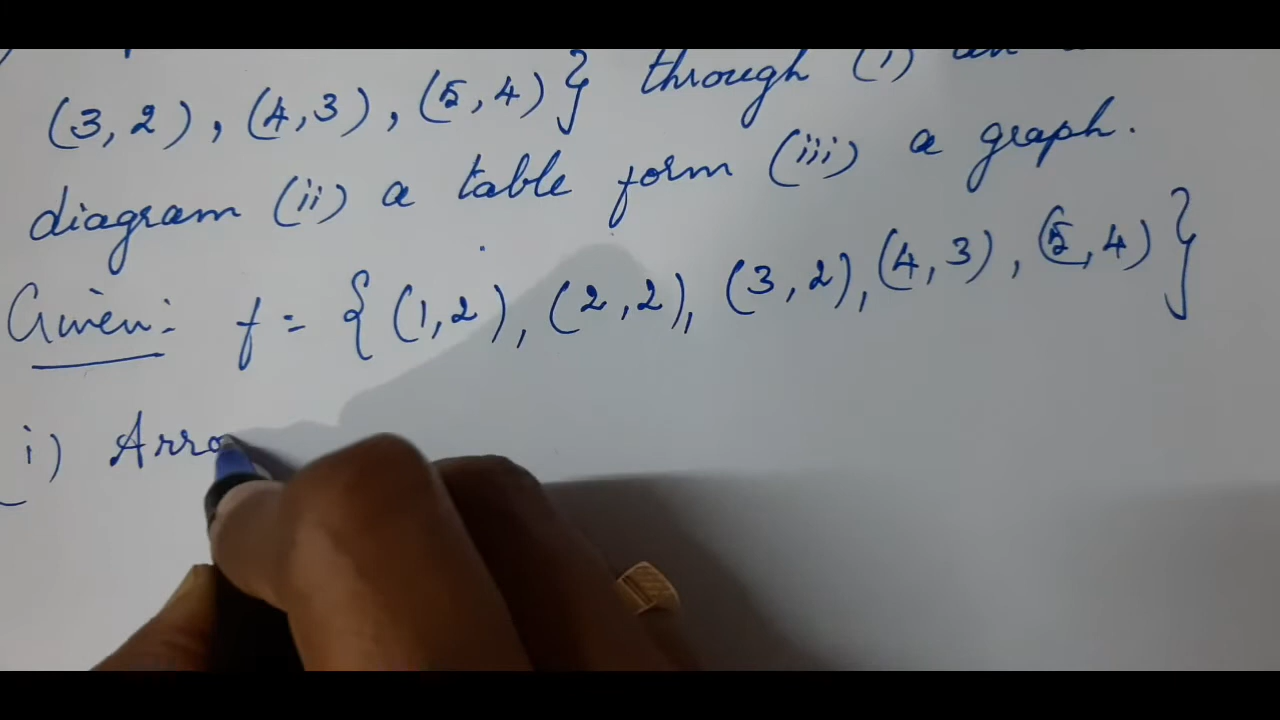 (3, 2), (4,3), (5,4)} through (i) an
diagram (ii) a table form (iii) a graph.
Given:- f = {(1,2), (2,2), (3,2), (4,3), (5,4)}
i) Arro